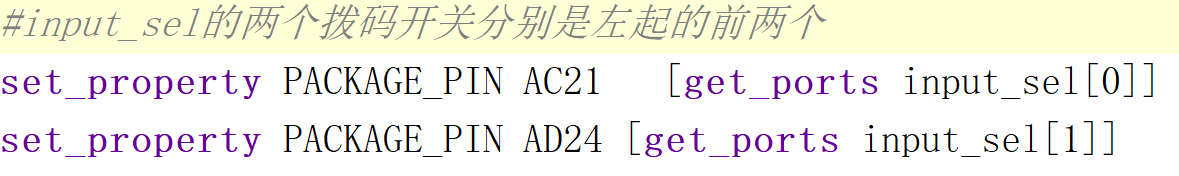 #input_sel的两个拨码开关分别是左起的前两个
set_property PACKAGE_PIN AC21 [get_ports input_sel[0]]
set_property PACKAGE_PIN AD24 [get_ports input_sel[1]]